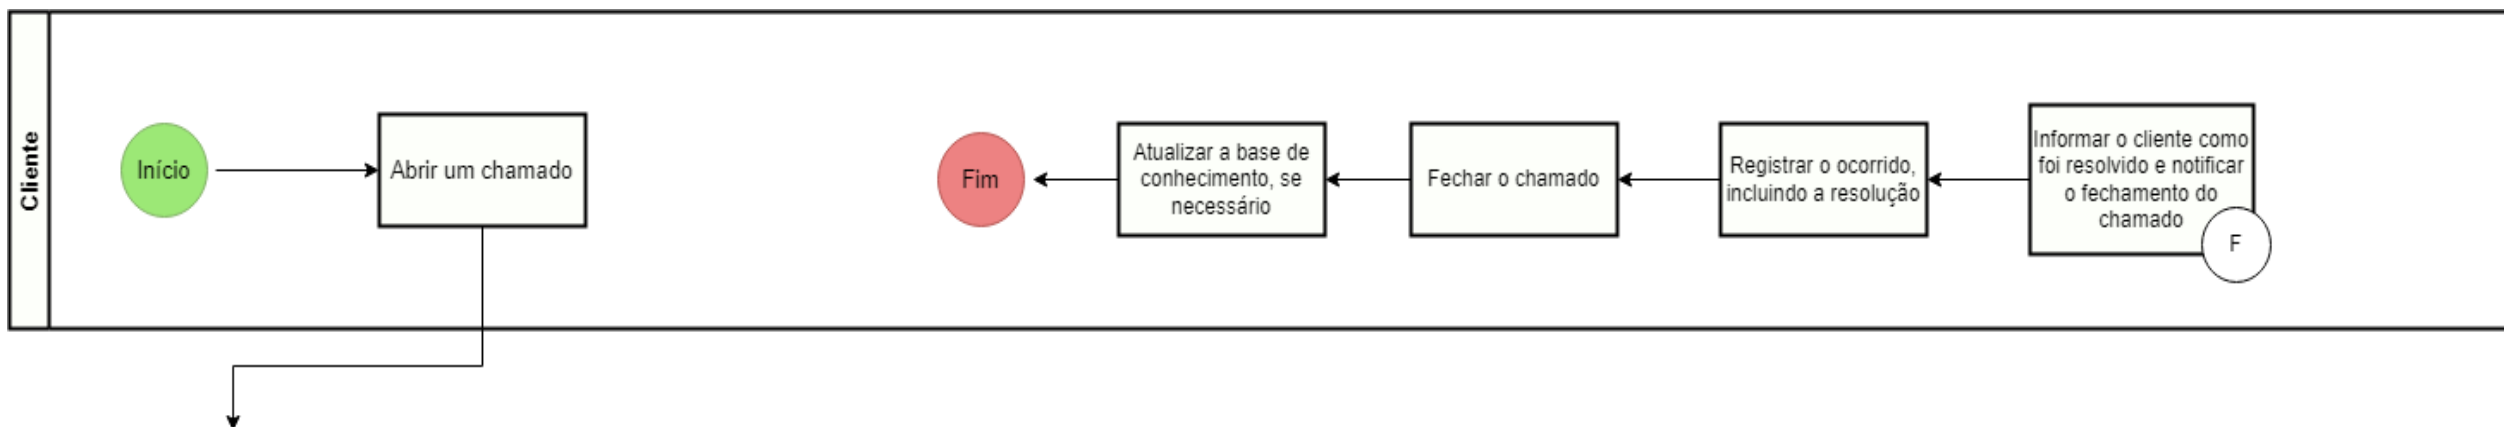 Cliente
Início
Abrir um chamado
Fim
Atualizar a base de
conhecimento, se
necessário
Fechar o chamado
Registrar o ocorrido,
incluindo a resolução
Informar o cliente como
foi resolvido e notificar
o fechamento do
chamado
F